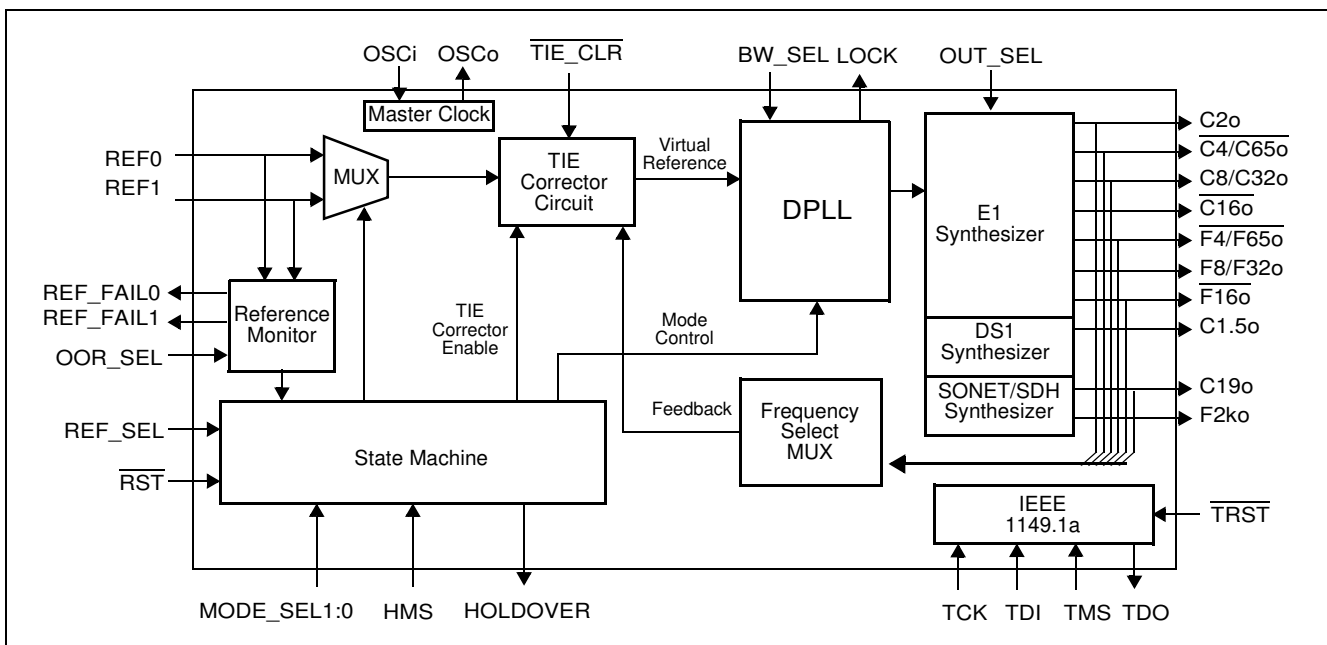 OSCi
OSCo
TIE_CLR
BW_SEL
LOCK
OUT_SEL
Master Clock
C2o
REF0
MUX
TIE
Corrector
Circuit
Virtual
Reference
DPLL
E1
Synthesizer
C4/C65o
REF1
C8/C32o
C16o
F4/F65o
F8/F32o
REF_FAIL0
Reference
Monitor
TIE
Corrector
Enable
Mode
Control
F16o
REF_FAIL1
DS1
Synthesizer
C1.5o
OOR_SEL
SONET/SDH
Synthesizer
C19o
F2ko
REF_SEL
State Machine
Feedback
Frequency
Select
MUX
RST
IEEE
1149.1a
TRST
MODE_SEL1:0
HMS
HOLDOVER
TCK
TDI
TMS
TDO